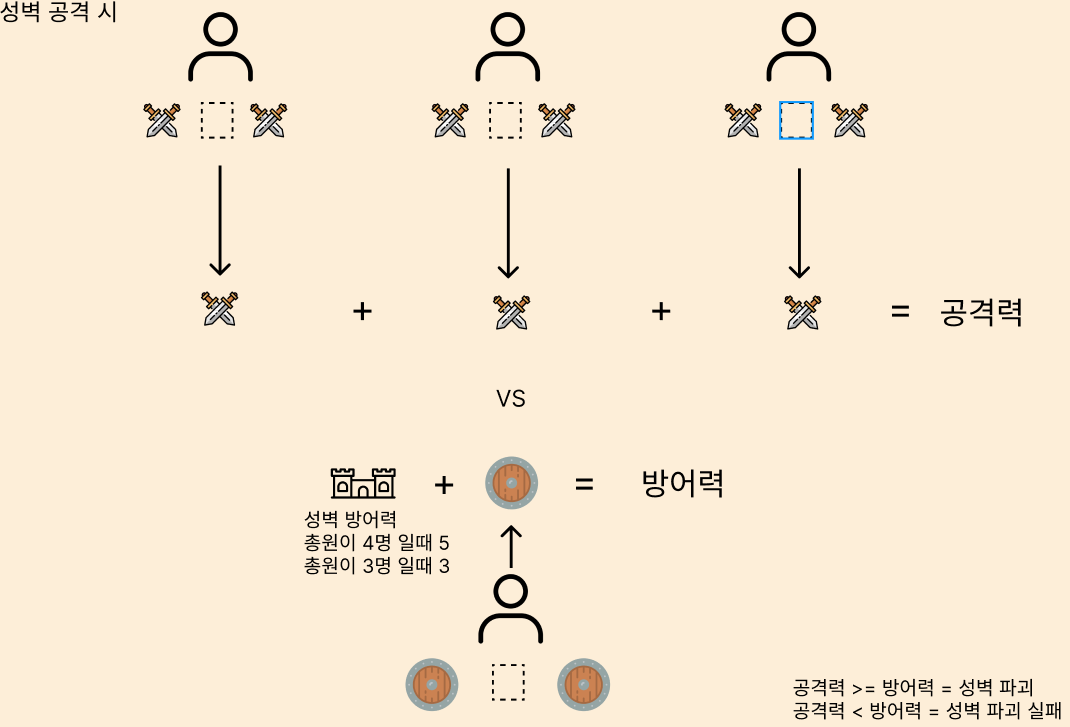 성벽 공격 시
+ + = 공격력
VS
+ = 방어력
성벽 방어력
총원이 4명 일때 5
총원이 3명 일때 3
공격력 >= 방어력 = 성벽 파괴
공격력 < 방어력 = 성벽 파괴 실패